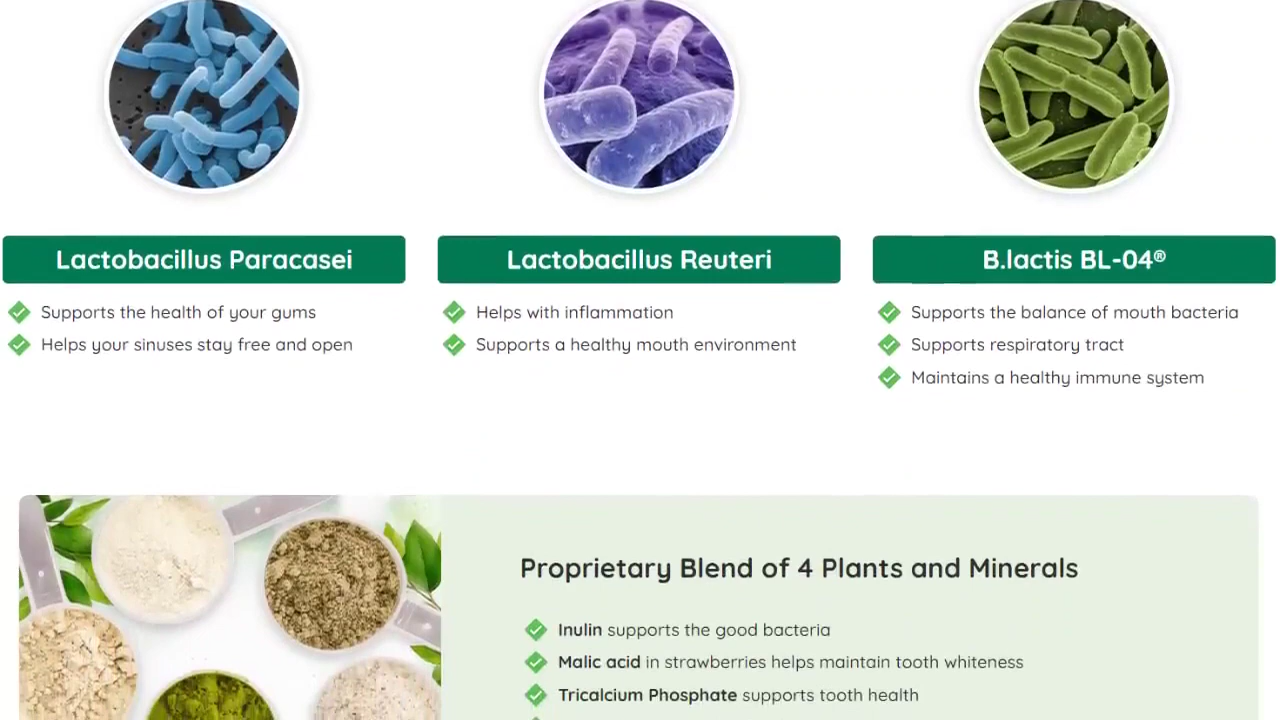 Lactobacillus Paracasei
Supports the health of your gums
Helps your sinuses stay free and open
Lactobacillus Reuteri
Helps with inflammation
Supports a healthy mouth environment
B.lactis BL-04®
Supports the balance of mouth bacteria
Supports respiratory tract
Maintains a healthy immune system
Proprietary Blend of 4 Plants and Minerals
Inulin supports the good bacteria
Malic acid in strawberries helps maintain tooth whiteness
Tricalcium Phosphate supports tooth health